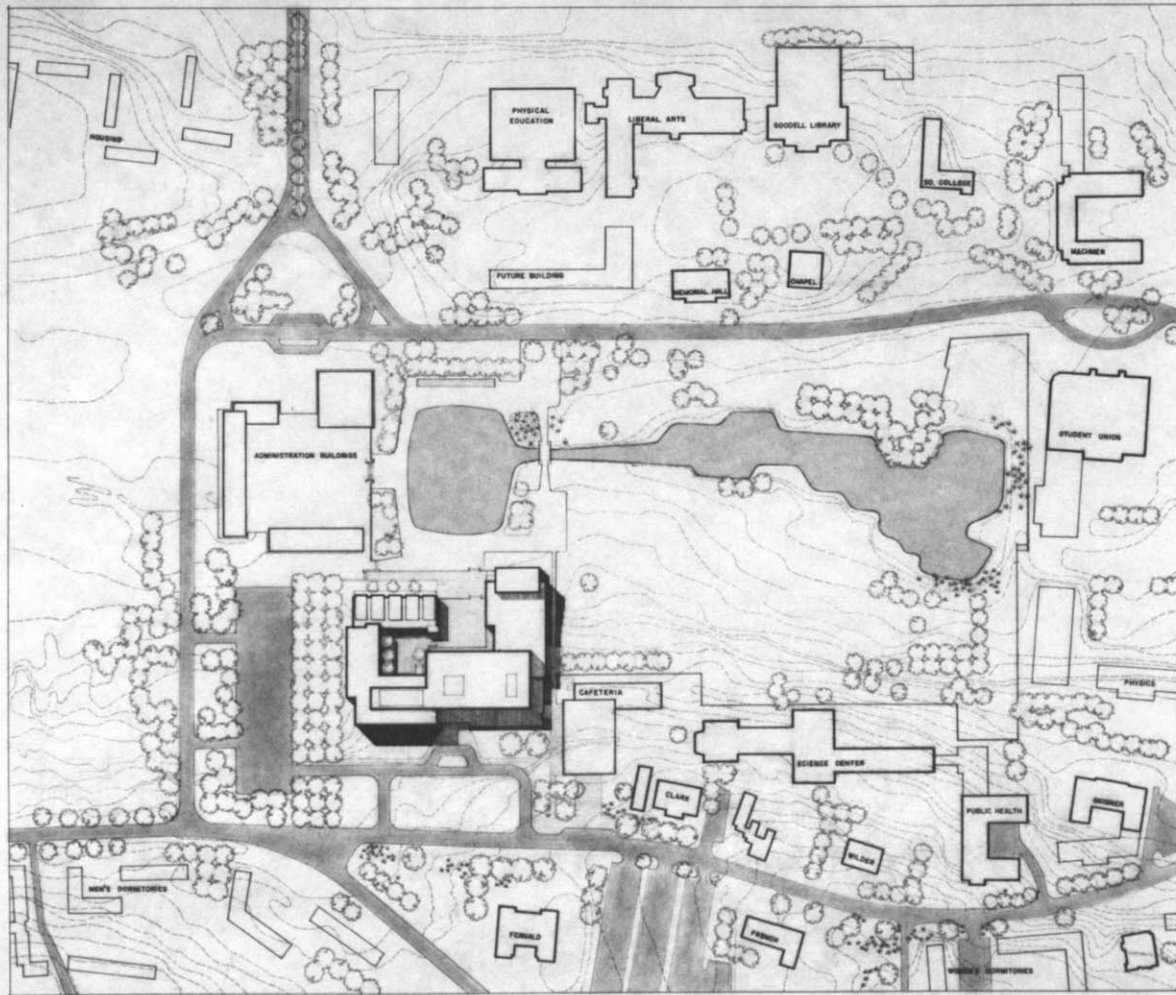 HOUSING
PHYSICAL
EDUCATION
LIBERAL ARTS
GOODELL LIBRARY
SO. COLLEGE
MACHMER
FUTURE BUILDING
MEMORIAL HALL
CHAPEL
ADMINISTRATION BUILDINGS
STUDENT UNION
PHYSICS
CAFETERIA
SCIENCE CENTER
CLARK
PUBLIC HEALTH
SKINNER
WILDER
MEN'S DORMITORIES
FERNALD
FRENCH
WOMEN'S DORMITORIES